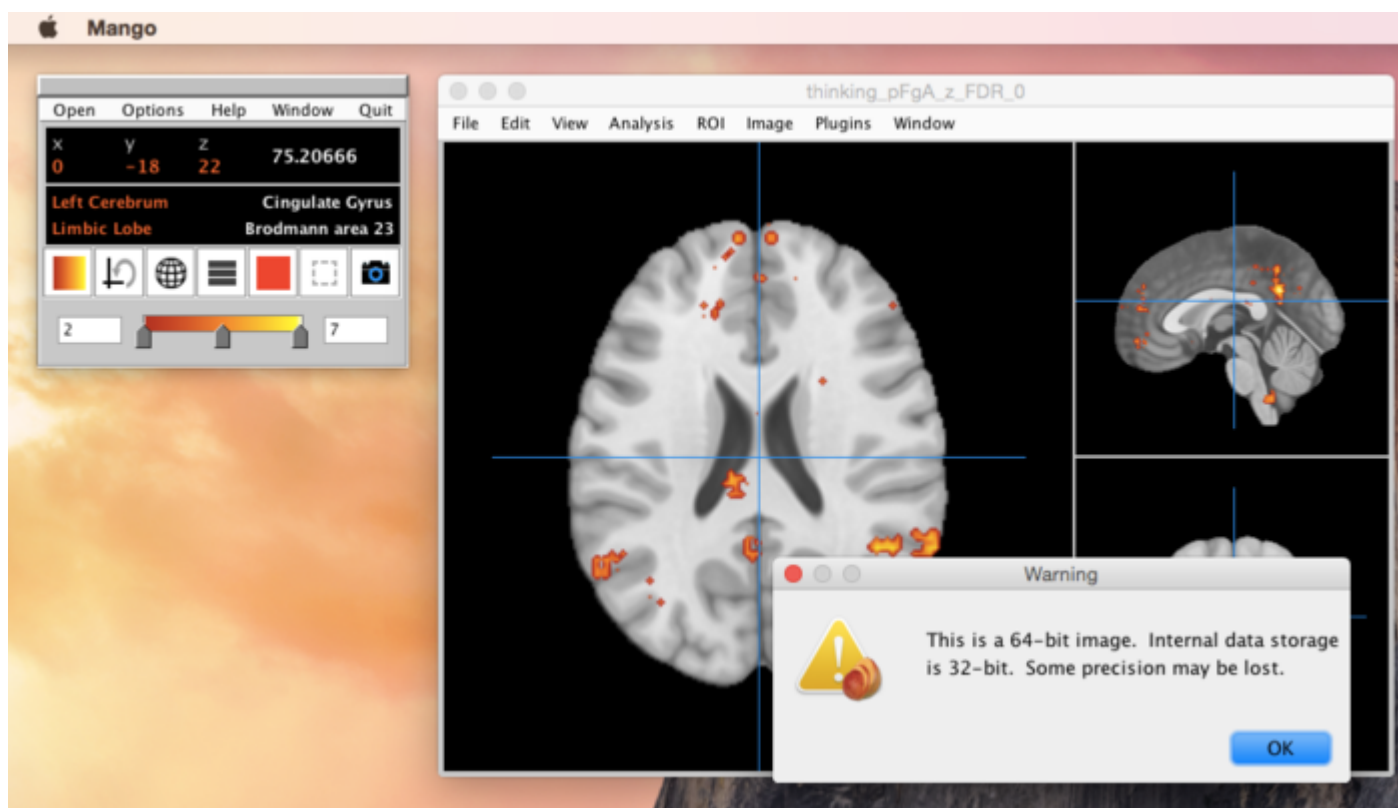 Mango
Open Options Help Window Quit
x y z
0 -18 22 75.20666
Left Cerebrum Cingulate Gyrus
Limbic Lobe Brodmann area 23
2 7
thinking_pFgA_z_FDR_0
File Edit View Analysis ROI Image Plugins Window
Warning
This is a 64-bit image. Internal data storage
is 32-bit. Some precision may be lost.
OK